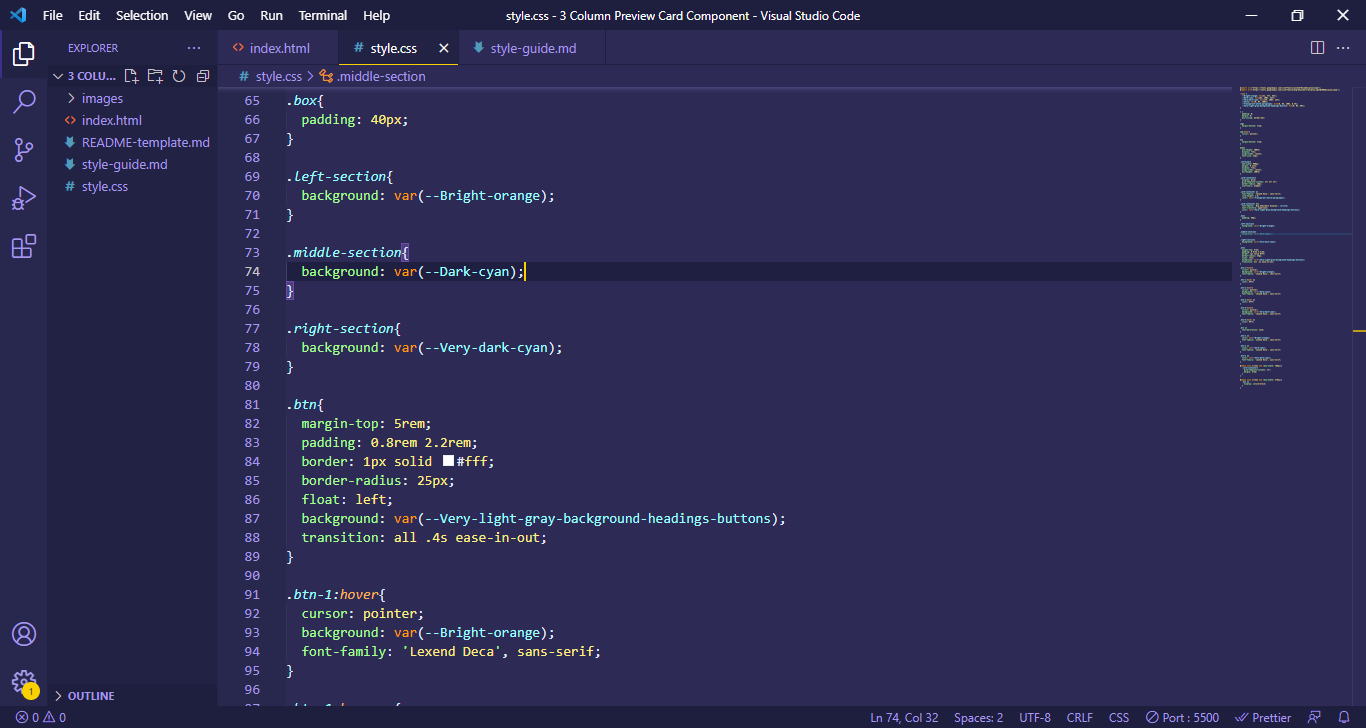 File Edit Selection View Go Run Terminal Help
style.css - 3 Column Preview Card Component - Visual Studio Code
EXPLORER
3 COLU...
images
index.html
README-template.md
style-guide.md
style.css
OUTLINE
1
index.html
style.css
style-guide.md
style.css > .middle-section
65 .box{
66 padding: 40px;
67 }
68
69 .left-section{
70 background: var(--Bright-orange);
71 }
72
73 .middle-section{
74 background: var(--Dark-cyan);
75 }
76
77 .right-section{
78 background: var(--Very-dark-cyan);
79 }
80
81 .btn{
82 margin-top: 5rem;
83 padding: 0.8rem 2.2rem;
84 border: 1px solid #fff;
85 border-radius: 25px;
86 float: left;
87 background: var(--Very-light-gray-background-headings-buttons);
88 transition: all .4s ease-in-out;
89 }
90
91 .btn-1:hover{
92 cursor: pointer;
93 background: var(--Bright-orange);
94 font-family: 'Lexend Deca', sans-serif;
95 }
96
0 0
Ln 74, Col 32 Spaces: 2 UTF-8 CRLF CSS Port : 5500 Prettier